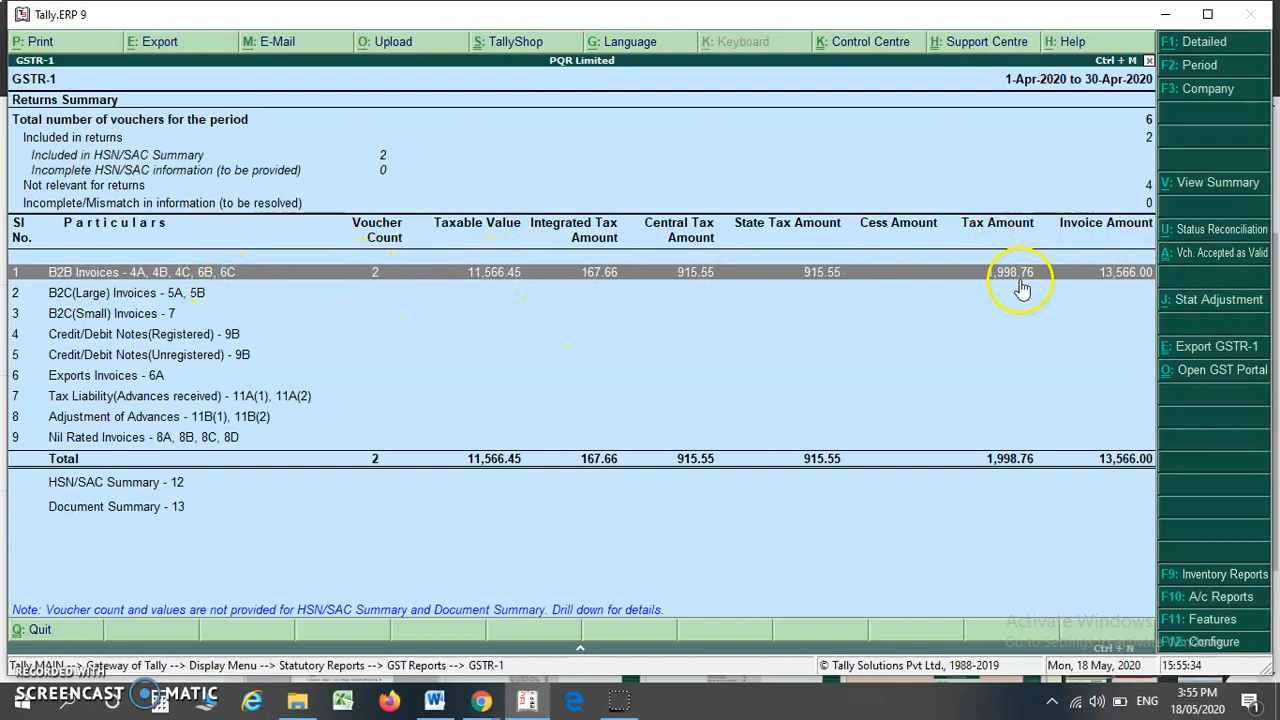 Tally.ERP 9
P: Print E: Export M: E-Mail O: Upload S: TallyShop G: Language K: Keyboard K: Control Centre H: Support Centre H: Help F1: Detailed
GSTR-1 PQR Limited Ctrl + M
F2: Period
GSTR-1 1-Apr-2020 to 30-Apr-2020
F3: Company
Returns Summary
Total number of vouchers for the period 6
Included in returns 2
Included in HSN/SAC Summary 2
Incomplete HSN/SAC information (to be provided) 0
Not relevant for returns 4
V: View Summary
Incomplete/Mismatch in information (to be resolved) 0
Sl No. Particulars Voucher Count Taxable Value Integrated Tax Amount Central Tax Amount State Tax Amount Cess Amount Tax Amount Invoice Amount
U: Status Reconciliation
A: Vch. Accepted as Valid
1 B2B Invoices - 4A, 4B, 4C, 6B, 6C 2 11,566.45 167.66 915.55 915.55 1,998.76 13,566.00
2 B2C(Large) Invoices - 5A, 5B
J: Stat Adjustment
3 B2C(Small) Invoices - 7
4 Credit/Debit Notes(Registered) - 9B
E: Export GSTR-1
5 Credit/Debit Notes(Unregistered) - 9B
O: Open GST Portal
6 Exports Invoices - 6A
7 Tax Liability(Advances received) - 11A(1), 11A(2)
8 Adjustment of Advances - 11B(1), 11B(2)
9 Nil Rated Invoices - 8A, 8B, 8C, 8D
Total 2 11,566.45 167.66 915.55 915.55 1,998.76 13,566.00
HSN/SAC Summary - 12
Document Summary - 13
F9: Inventory Reports
F10: A/c Reports
Note: Voucher count and values are not provided for HSN/SAC Summary and Document Summary. Drill down for details.
Activate Windows
F11: Features
Q: Quit
Go to Settings to activate Windows.
F12: Configure
Ctrl + N
Tally MAIN --> Gateway of Tally --> Display Menu --> Statutory Reports --> GST Reports --> GSTR-1 © Tally Solutions Pvt Ltd., 1988-2019 Mon, 18 May, 2020 15:55:34
RECORDED WITH
SCREENCAST MATIC
ENG
3:55 PM
18/05/2020
1